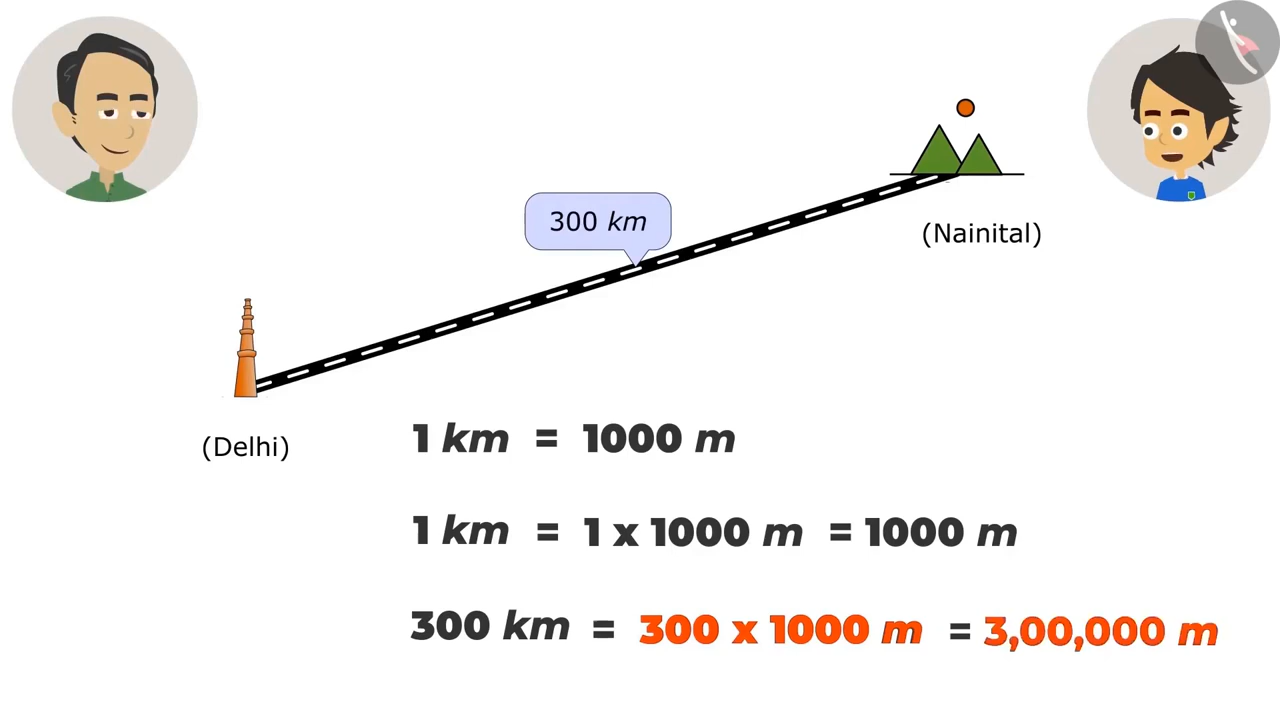 300 km
(Nainital)
(Delhi)
1 km = 1000 m
1 km = 1 x 1000 m = 1000 m
300 km = 300 x 1000 m = 3,00,000 m